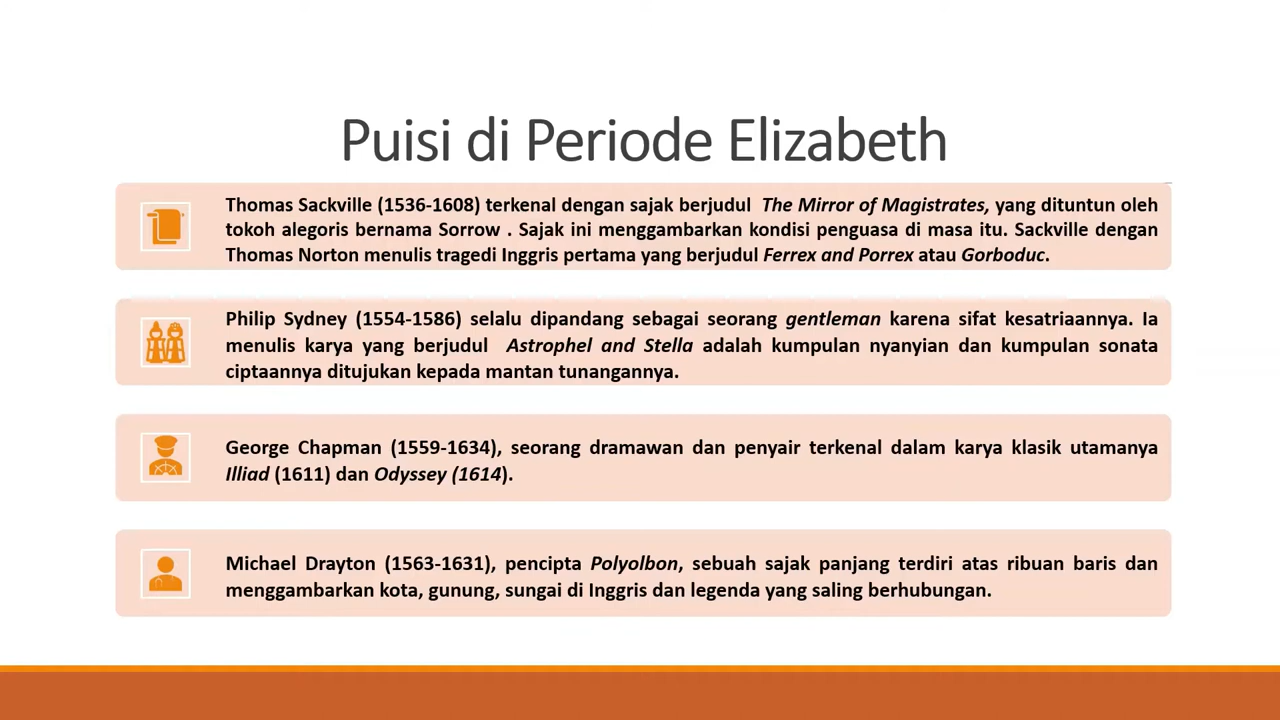 Puisi di Periode Elizabeth
Thomas Sackville (1536-1608) terkenal dengan sajak berjudul The Mirror of Magistrates, yang dituntun oleh
tokoh alegoris bernama Sorrow . Sajak ini menggambarkan kondisi penguasa di masa itu. Sackville dengan
Thomas Norton menulis tragedi Inggris pertama yang berjudul Ferrex and Porrex atau Gorboduc.
Philip Sydney (1554-1586) selalu dipandang sebagai seorang gentleman karena sifat kesatriaannya. Ia
menulis karya yang berjudul Astrophel and Stella adalah kumpulan nyanyian dan kumpulan sonata
ciptaannya ditujukan kepada mantan tunangannya.
George Chapman (1559-1634), seorang dramawan dan penyair terkenal dalam karya klasik utamanya
Illiad (1611) dan Odyssey (1614).
Michael Drayton (1563-1631), pencipta Polyolbon, sebuah sajak panjang terdiri atas ribuan baris dan
menggambarkan kota, gunung, sungai di Inggris dan legenda yang saling berhubungan.